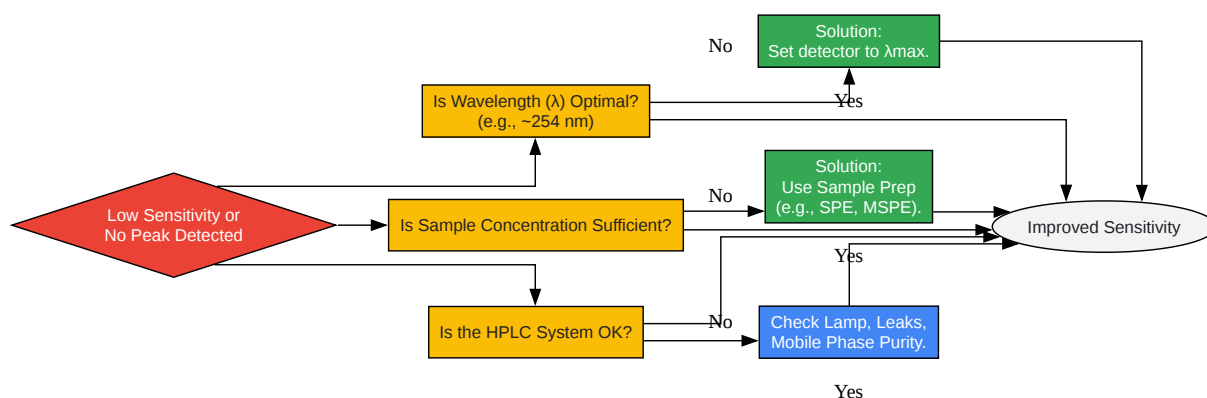 Solution:
Set detector to λmax.
No
Is Wavelength (λ) Optimal?
(e.g., ~254 nm)
Yes
Solution:
Use Sample Prep
(e.g., SPE, MSPE).
No
Low Sensitivity or
No Peak Detected
Is Sample Concentration Sufficient?
Improved Sensitivity
Yes
Is the HPLC System OK?
No
Check Lamp, Leaks,
Mobile Phase Purity.
Yes